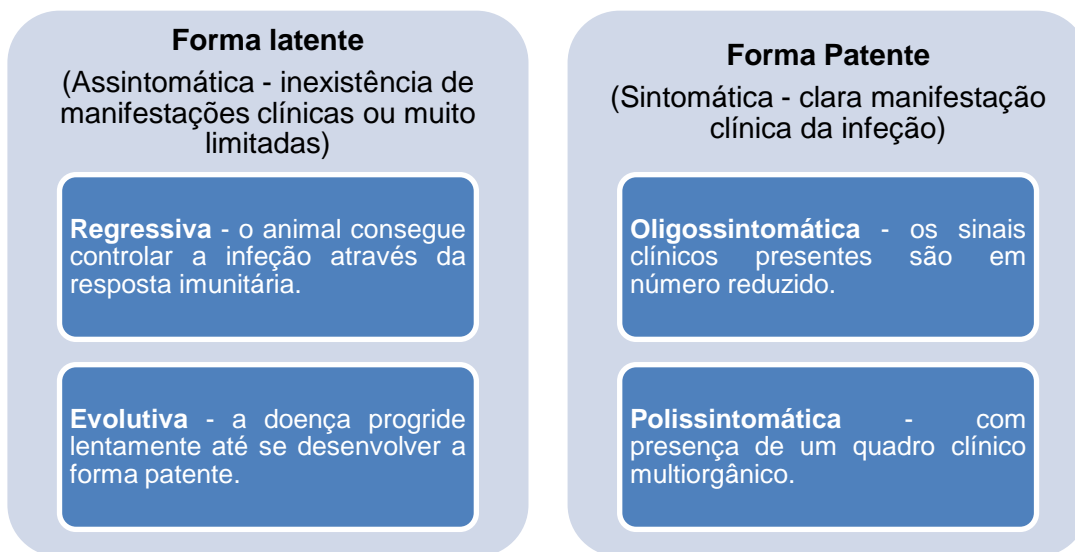 Forma latente
(Assintomática - inexistência de
manifestações clínicas ou muito
limitadas)
Regressiva - o animal consegue
controlar a infeção através da
resposta imunitária.
Evolutiva - a doença progride
lentamente até se desenvolver a
forma patente.
Forma Patente
(Sintomática - clara manifestação
clínica da infeção)
Oligossintomática - os sinais
clínicos presentes são em
número reduzido.
Polissintomática - com
presença de um quadro clínico
multiorgânico.